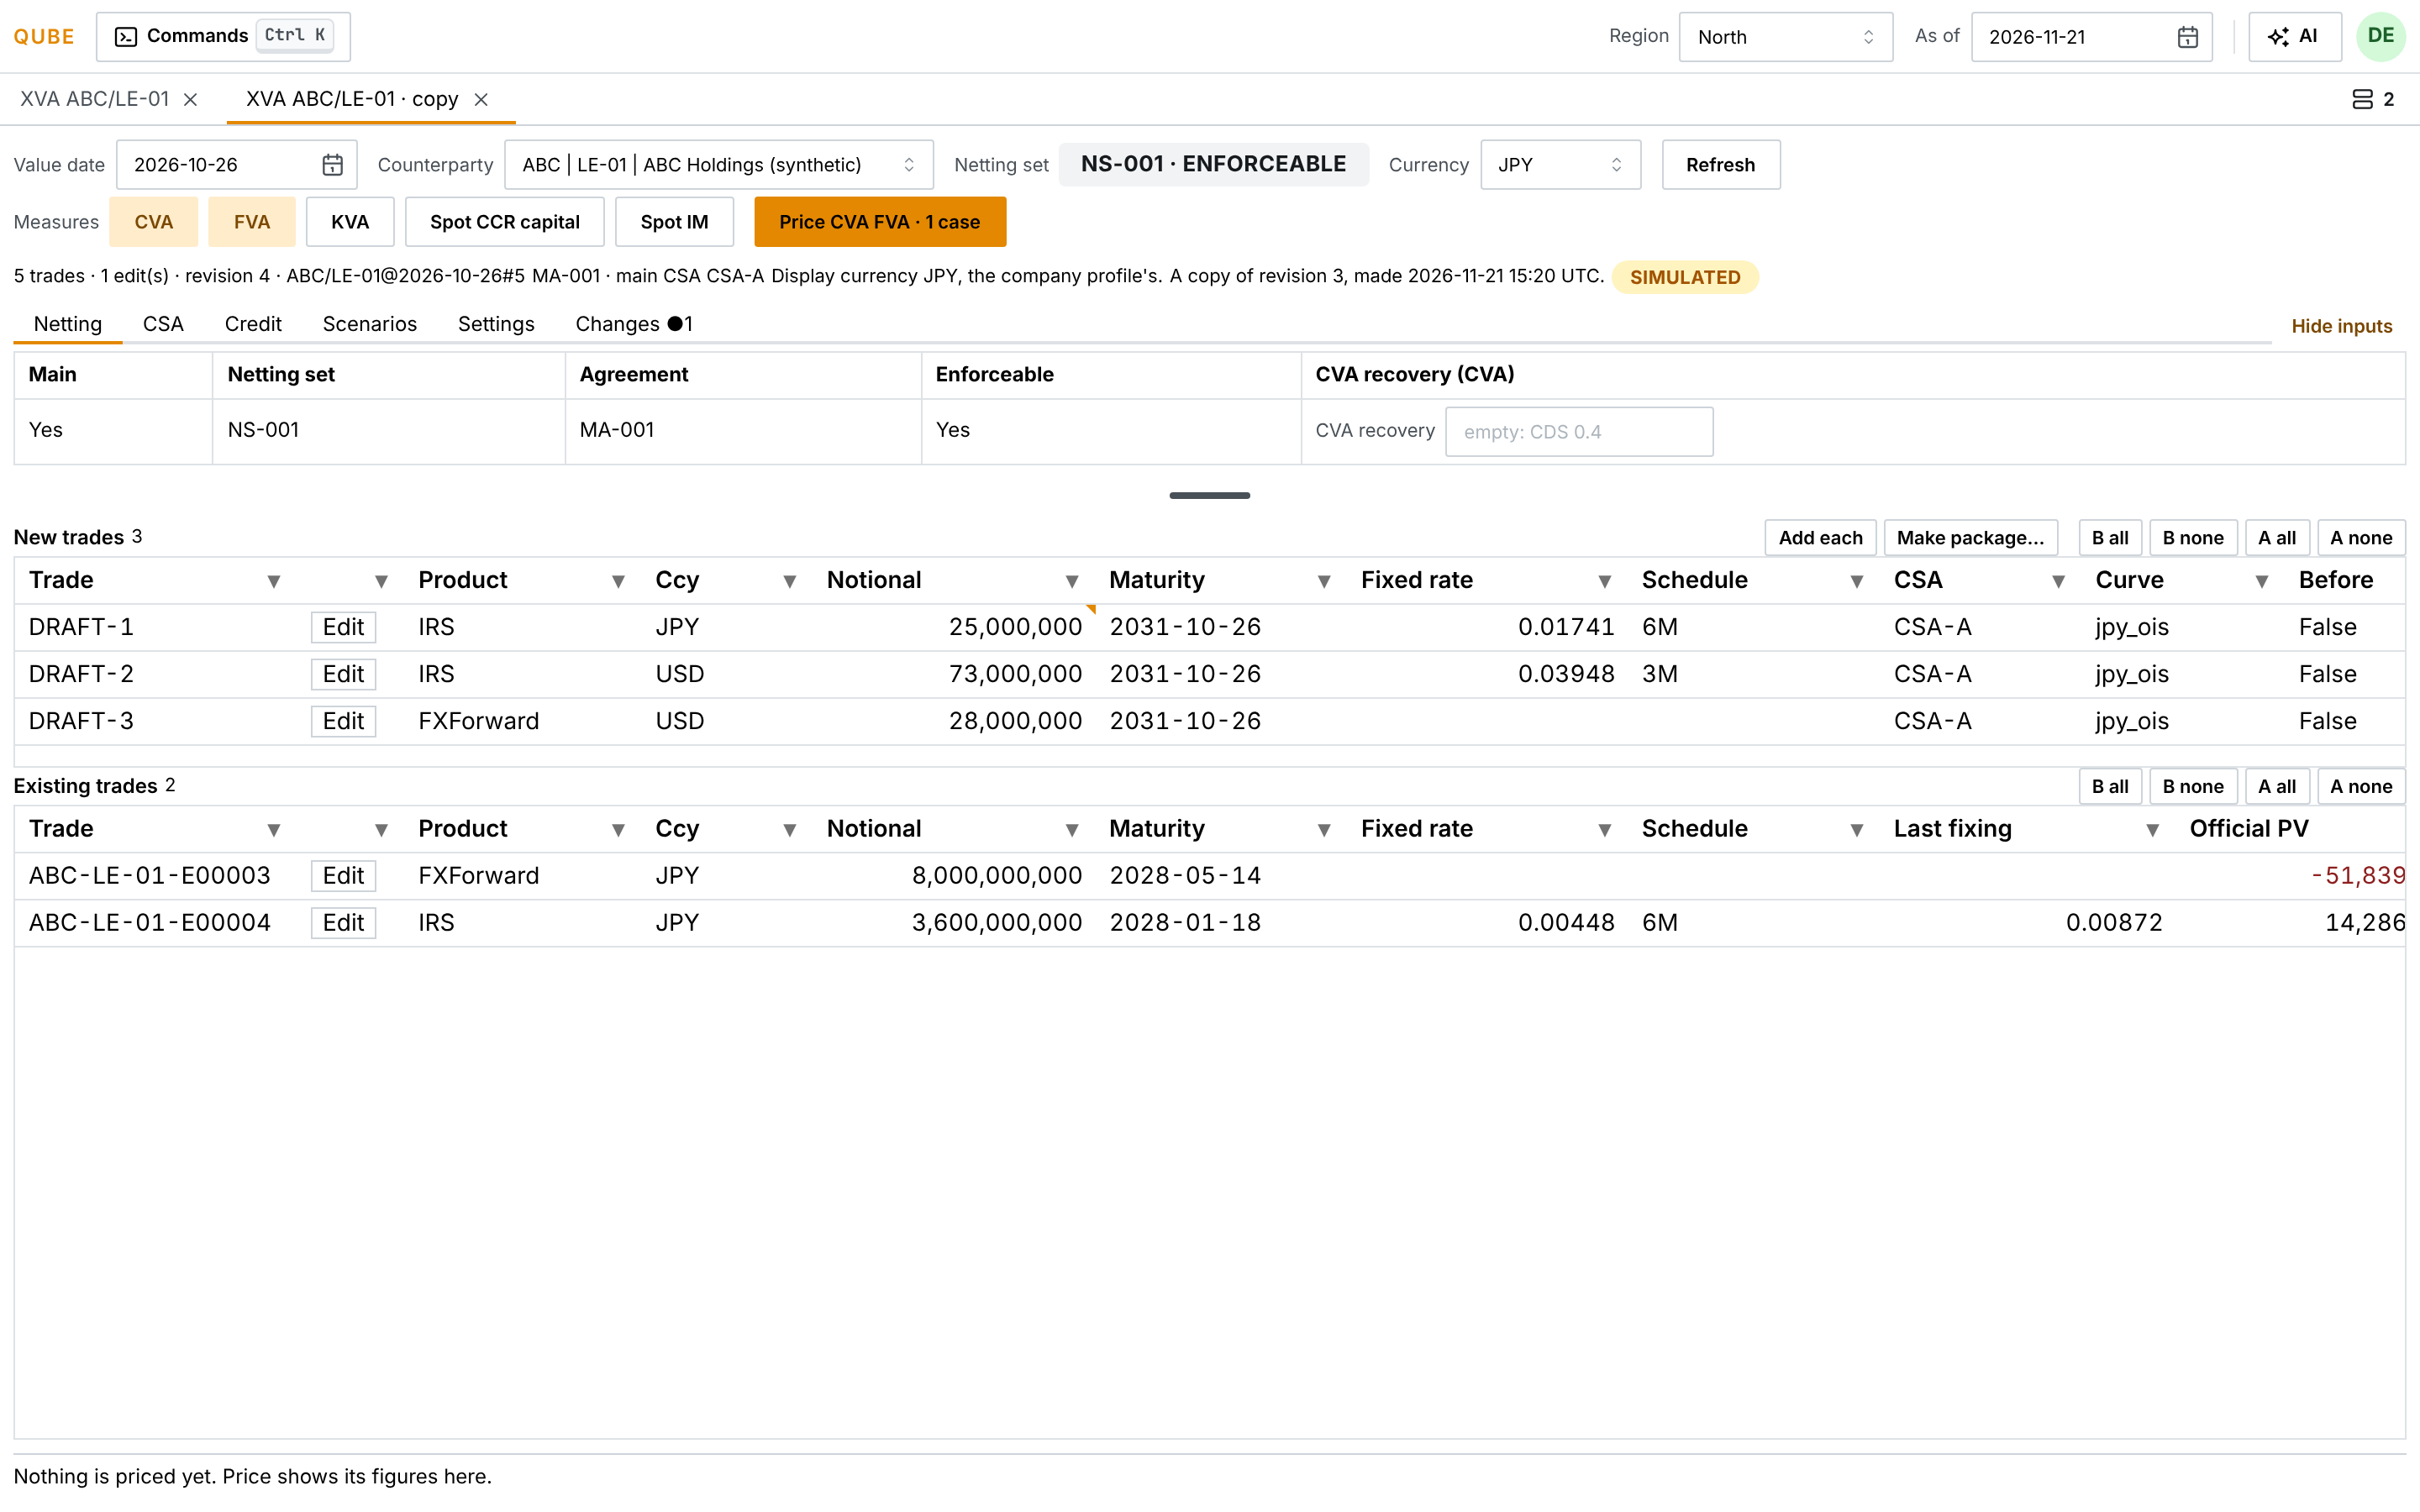 QUBE Commands Ctrl K Region North As of 2026-11-21 AI DE
XVA ABC/LE-01 XVA ABC/LE-01 · copy 2
Value date 2026-10-26 Counterparty ABC | LE-01 | ABC Holdings (synthetic) Netting set NS-001 · ENFORCEABLE Currency JPY Refresh
Measures CVA FVA KVA Spot CCR capital Spot IM Price CVA FVA · 1 case
5 trades · 1 edit(s) · revision 4 · ABC/LE-01@2026-10-26#5 MA-001 · main CSA CSA-A Display currency JPY, the company profile's. A copy of revision 3, made 2026-11-21 15:20 UTC. SIMULATED
Netting CSA Credit Scenarios Settings Changes ●1 Hide inputs
Main Netting set Agreement Enforceable CVA recovery (CVA)
Yes NS-001 MA-001 Yes CVA recovery empty: CDS 0.4
New trades 3 Add each Make package... B all B none A all A none
Trade Product Ccy Notional Maturity Fixed rate Schedule CSA Curve Before
DRAFT-1 Edit IRS JPY 25,000,000 2031-10-26 0.01741 6M CSA-A jpy_ois False
DRAFT-2 Edit IRS USD 73,000,000 2031-10-26 0.03948 3M CSA-A jpy_ois False
DRAFT-3 Edit FXForward USD 28,000,000 2031-10-26 CSA-A jpy_ois False
Existing trades 2 B all B none A all A none
Trade Product Ccy Notional Maturity Fixed rate Schedule Last fixing Official PV
ABC-LE-01-E00003 Edit FXForward JPY 8,000,000,000 2028-05-14 -51,839
ABC-LE-01-E00004 Edit IRS JPY 3,600,000,000 2028-01-18 0.00448 6M 0.00872 14,286
Nothing is priced yet. Price shows its figures here.